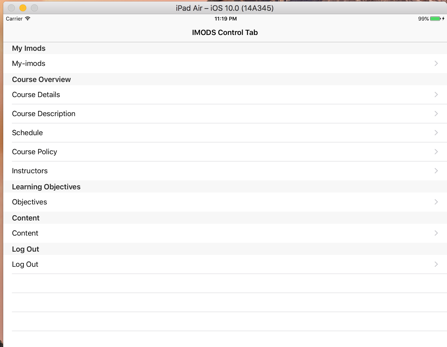 iPad Air – iOS 10.0 (14A345)
Carrier 11:19 PM 99%
IMODS Control Tab
My Imods
My-imods
Course Overview
Course Details
Course Description
Schedule
Course Policy
Instructors
Learning Objectives
Objectives
Content
Content
Log Out
Log Out